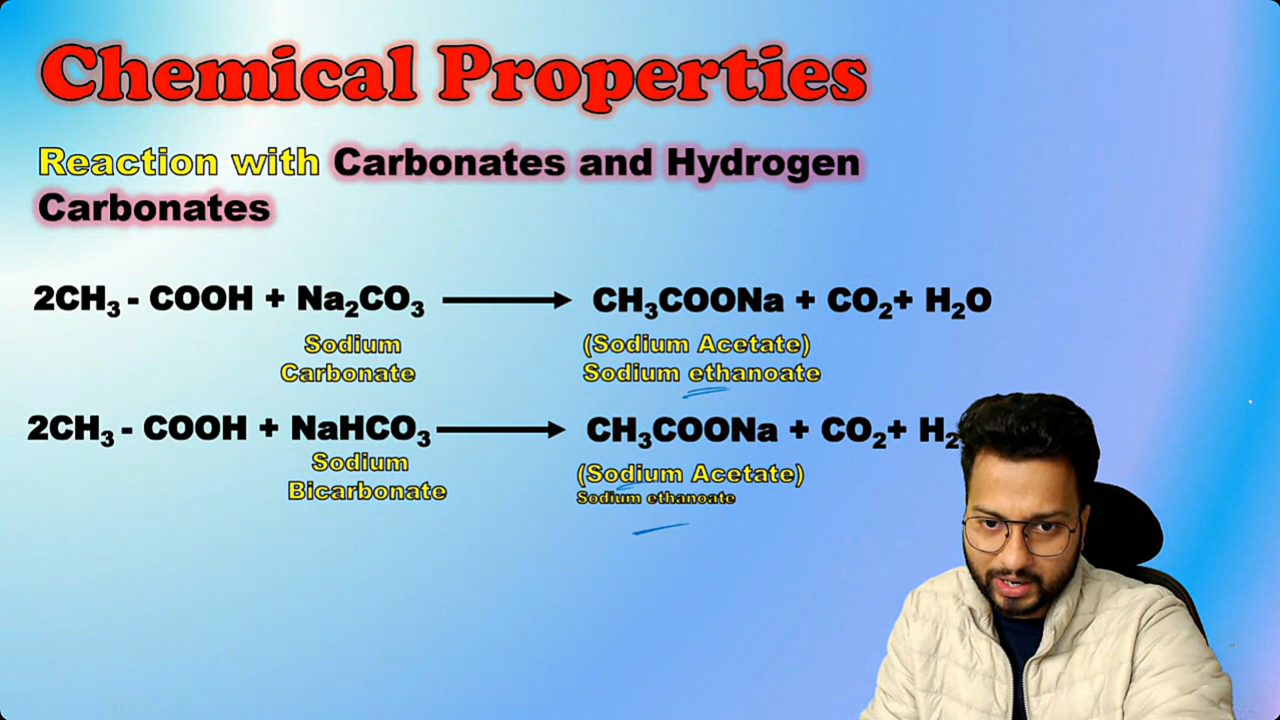 Chemical Properties
Reaction with Carbonates and Hydrogen
Carbonates
2CH₃ - COOH + Na₂CO₃ ⟶ CH₃COONa + CO₂+ H₂O
Sodium (Sodium Acetate)
Carbonate Sodium ethanoate
2CH₃ - COOH + NaHCO₃ ⟶ CH₃COONa + CO₂+ H₂
Sodium (Sodium Acetate)
Bicarbonate Sodium ethanoate